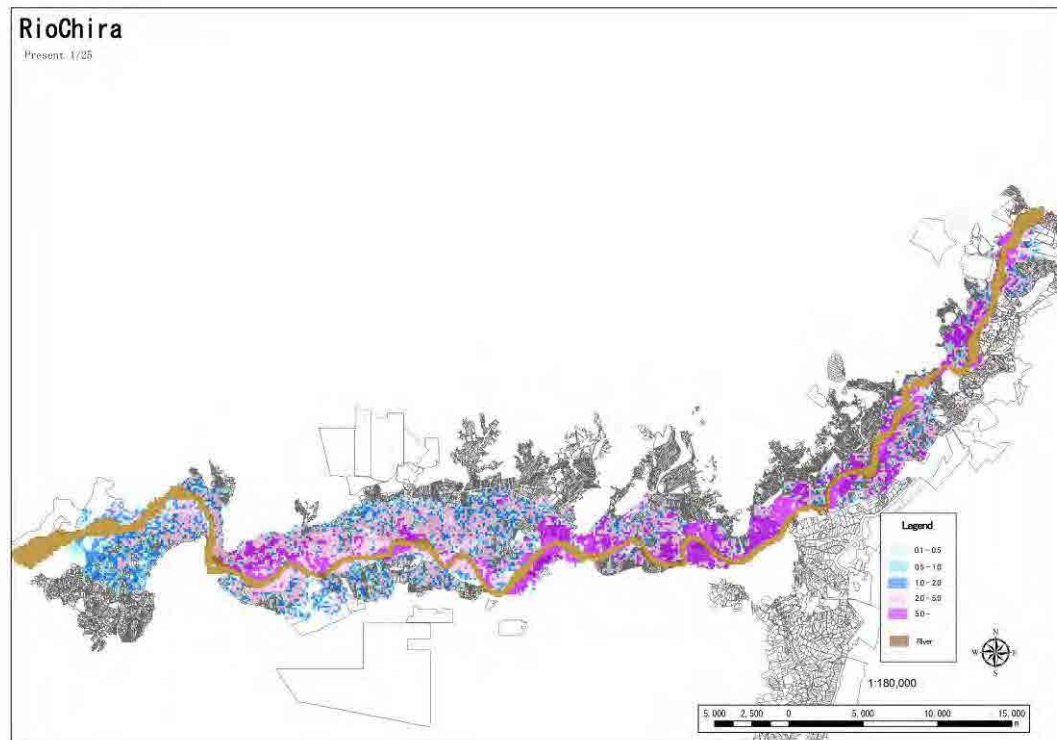 RioChira
Present 1/25
Legend
0.1 - 0.5
0.5 - 1.0
1.0 - 2.0
2.0 - 5.0
5.0 -
River
N
W E
S
1:180,000
5,000 2,500 0 5,000 10,000 15,000
m